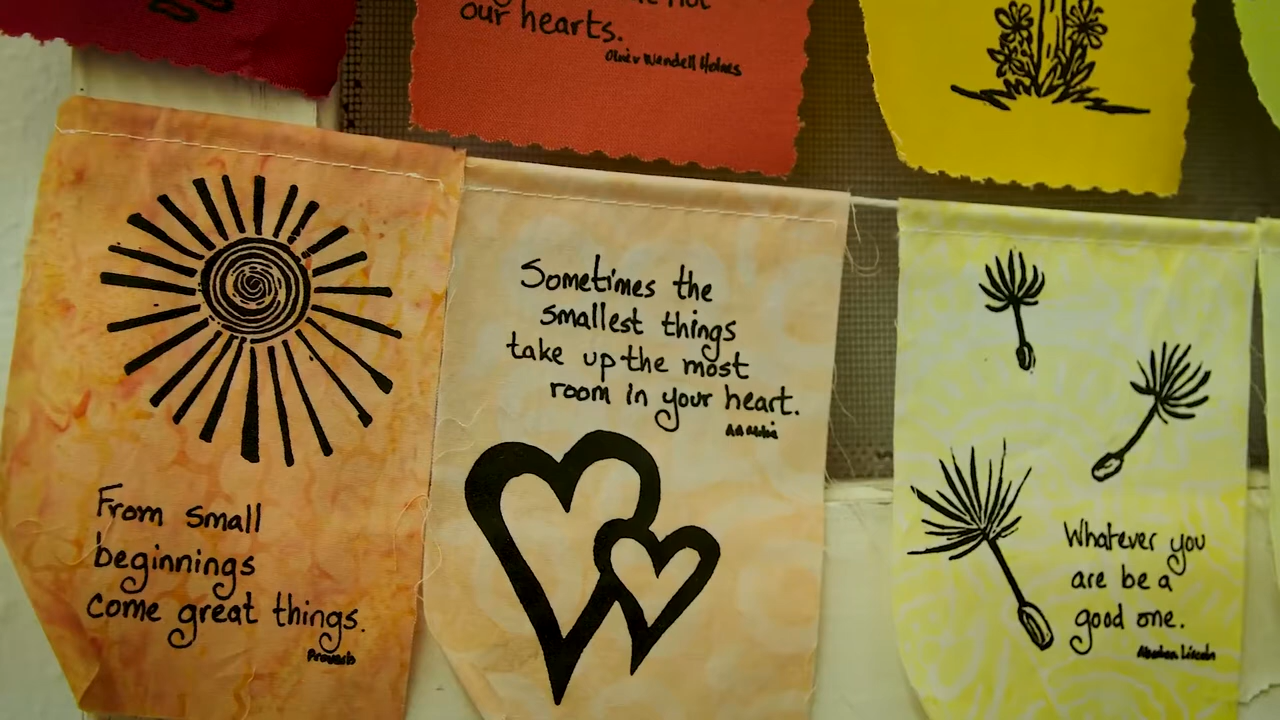 our hearts.
Oliver Wendell Holmes
From small
beginnings
come great things.
Proverb
Sometimes the
smallest things
take up the most
room in your heart.
Whatever you
are be a
good one.
Lincoln